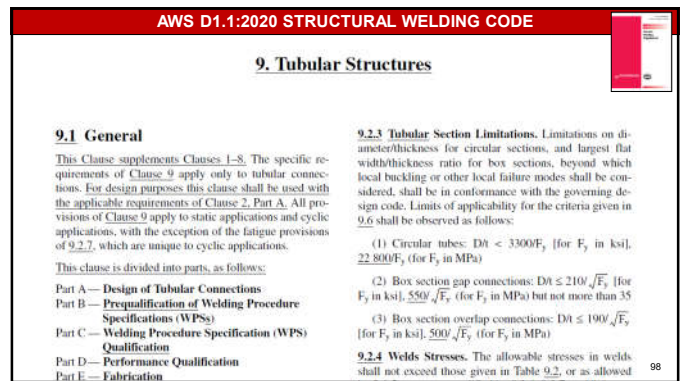 AWS D1.1:2020 STRUCTURAL WELDING CODE
9. Tubular Structures
9.1 General
This Clause supplements Clauses 1–8. The specific re-
quirements of Clause 9 apply only to tubular connec-
tions. For design purposes this clause shall be used with
the applicable requirements of Clause 2, Part A. All pro-
visions of Clause 9 apply to static applications and cyclic
applications, with the exception of the fatigue provisions
of 9.2.7, which are unique to cyclic applications.
This clause is divided into parts, as follows:
Part A — Design of Tubular Connections
Part B — Prequalification of Welding Procedure
Specifications (WPSs)
Part C — Welding Procedure Specification (WPS)
Qualification
Part D — Performance Qualification
Part E — Fabrication
9.2.3 Tubular Section Limitations. Limitations on di-
ameter/thickness for circular sections, and largest flat
width/thickness ratio for box sections, beyond which
local buckling or other local failure modes shall be con-
sidered, shall be in conformance with the governing de-
sign code. Limits of applicability for the criteria given in
9.6 shall be observed as follows:
(1) Circular tubes: D/t < 3300/Fy [for Fy in ksi],
22 800/Fy (for Fy in MPa)
(2) Box section gap connections: D/t ≤ 210/√Fy [for
Fy in ksi], 550/√Fy (for Fy in MPa) but not more than 35
(3) Box section overlap connections: D/t ≤ 190/√Fy
[for Fy in ksi], 500/√Fy (for Fy in MPa)
9.2.4 Welds Stresses. The allowable stresses in welds
shall not exceed those given in Table 9.2, or as allowed
98